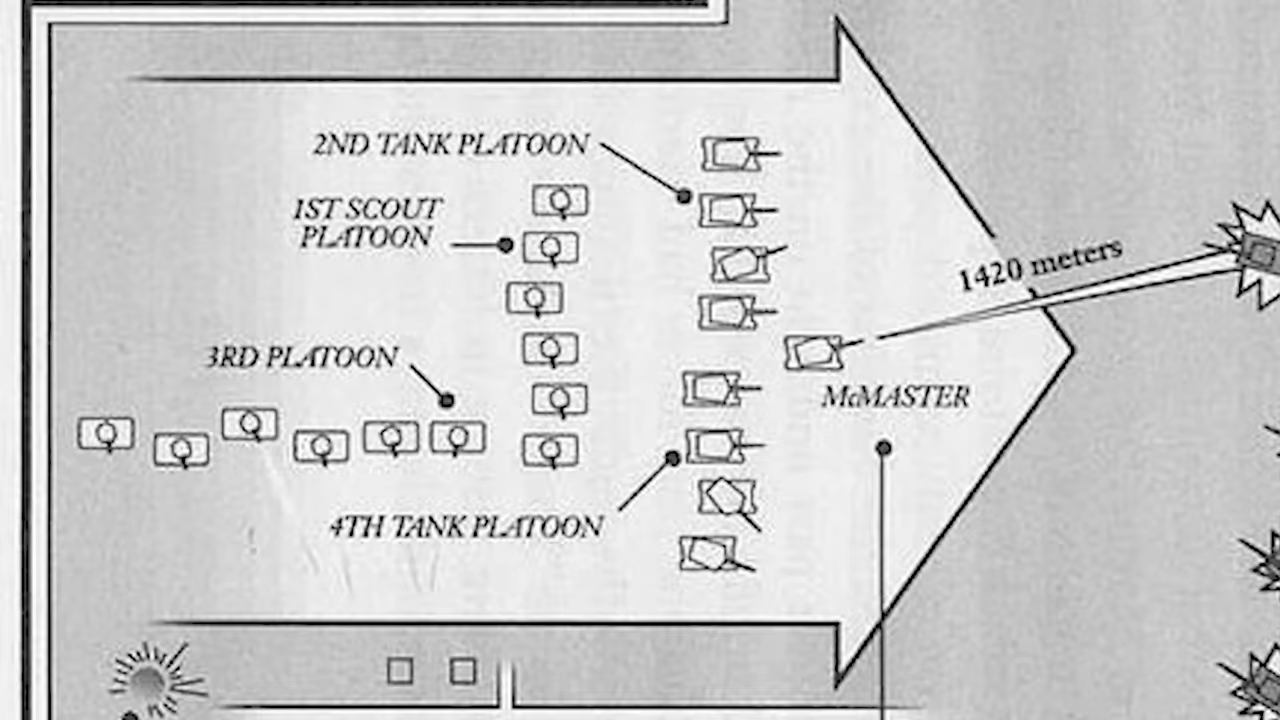 2ND TANK PLATOON
1ST SCOUT
PLATOON
1420 meters
3RD PLATOON
McMASTER
4TH TANK PLATOON